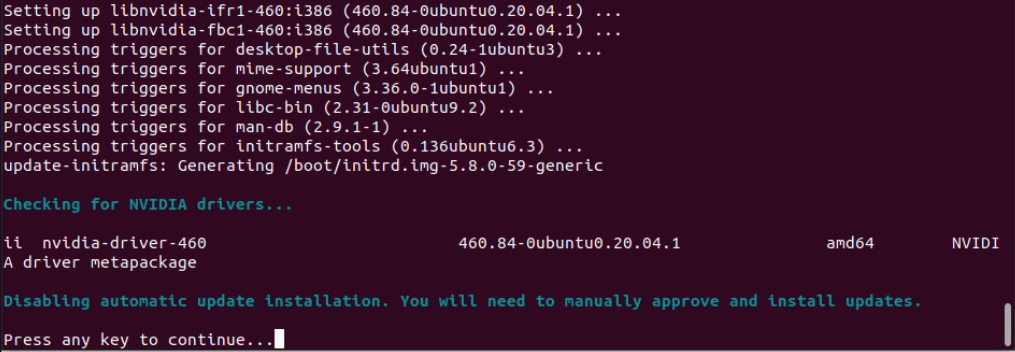 Setting up libnvidia-ifr1-460:i386 (460.84-0ubuntu0.20.04.1) ...
Setting up libnvidia-fbc1-460:i386 (460.84-0ubuntu0.20.04.1) ...
Processing triggers for desktop-file-utils (0.24-1ubuntu3) ...
Processing triggers for mime-support (3.64ubuntu1) ...
Processing triggers for gnome-menus (3.36.0-1ubuntu1) ...
Processing triggers for libc-bin (2.31-0ubuntu9.2) ...
Processing triggers for man-db (2.9.1-1) ...
Processing triggers for initramfs-tools (0.136ubuntu6.3) ...
update-initramfs: Generating /boot/initrd.img-5.8.0-59-generic
Checking for NVIDIA drivers...
ii  nvidia-driver-460                          460.84-0ubuntu0.20.04.1               amd64        NVIDI
A driver metapackage
Disabling automatic update installation. You will need to manually approve and install updates.
Press any key to continue...